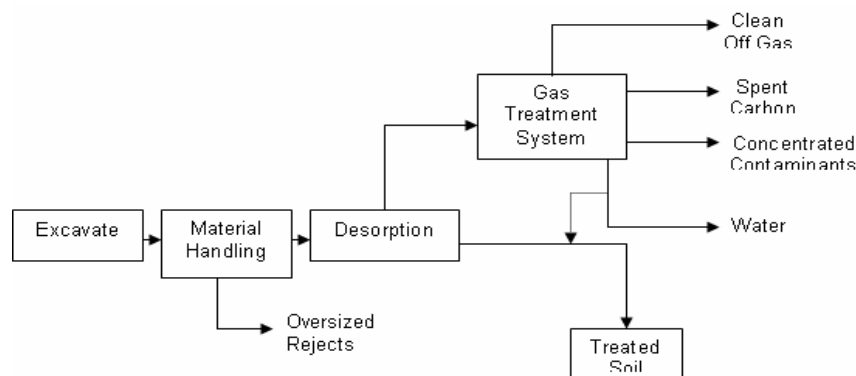 Clean
Off Gas
Gas
Treatment
System
Spent
Carbon
Concentrated
Contaminants
Excavate
Material
Handling
Desorption
Water
Oversized
Rejects
Treated
Soil